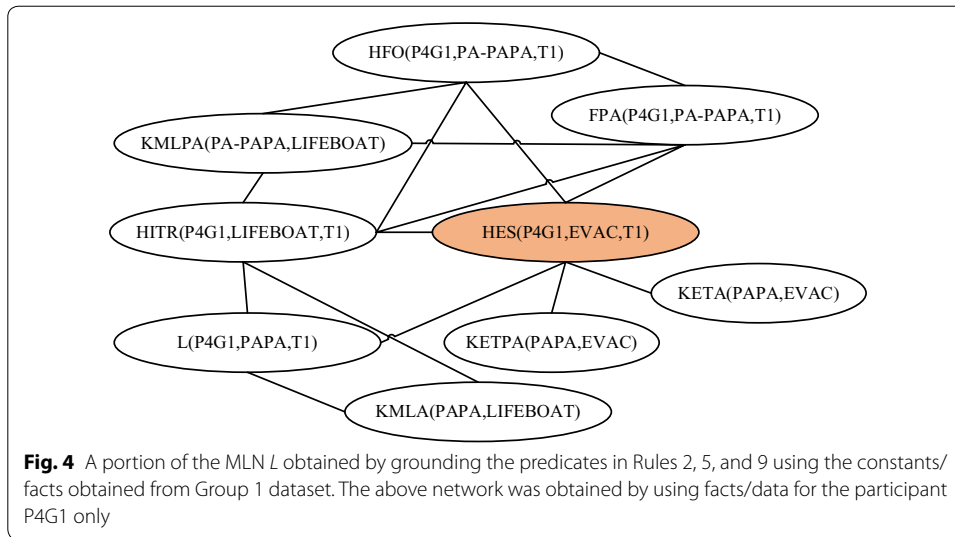 HFO(P4G1,PA-PAPA,T1)
FPA(P4G1,PA-PAPA,T1)
KMLPA(PA-PAPA,LIFEBOAT)
HITR(P4G1,LIFEBOAT,T1)
HES(P4G1,EVAC,T1)
KETA(PAPA,EVAC)
L(P4G1,PAPA,T1)
KETPA(PAPA,EVAC)
KMLA(PAPA,LIFEBOAT)
Fig. 4 A portion of the MLN L obtained by grounding the predicates in Rules 2, 5, and 9 using the constants/
facts obtained from Group 1 dataset. The above network was obtained by using facts/data for the participant
P4G1 only